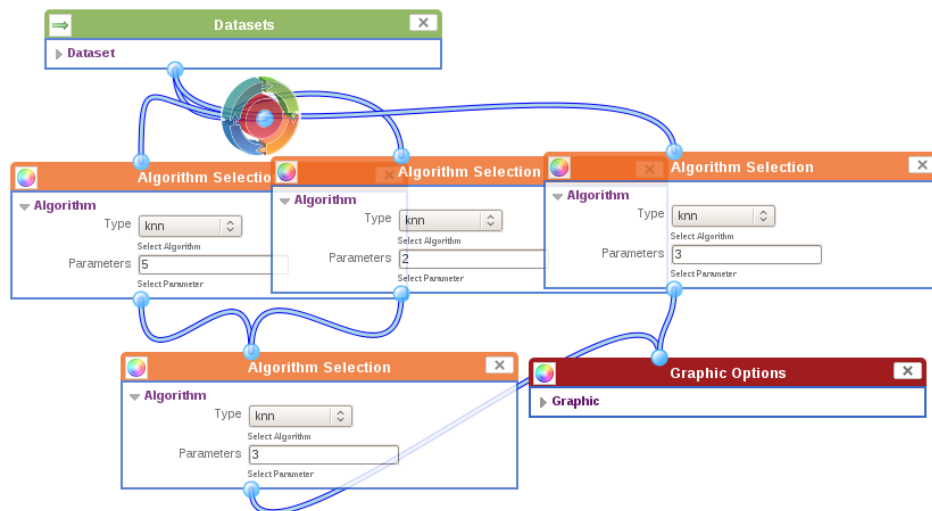 Datasets
Dataset
Algorithm Selection
Algorithm
Type knn
Select Algorithm
Parameters 5
Select Parameter
Algorithm Selection
Algorithm
Type knn
Select Algorithm
Parameters 2
Select Parameter
Algorithm Selection
Algorithm
Type knn
Select Algorithm
Parameters 3
Select Parameter
Algorithm Selection
Algorithm
Type knn
Select Algorithm
Parameters 3
Select Parameter
Graphic Options
Graphic